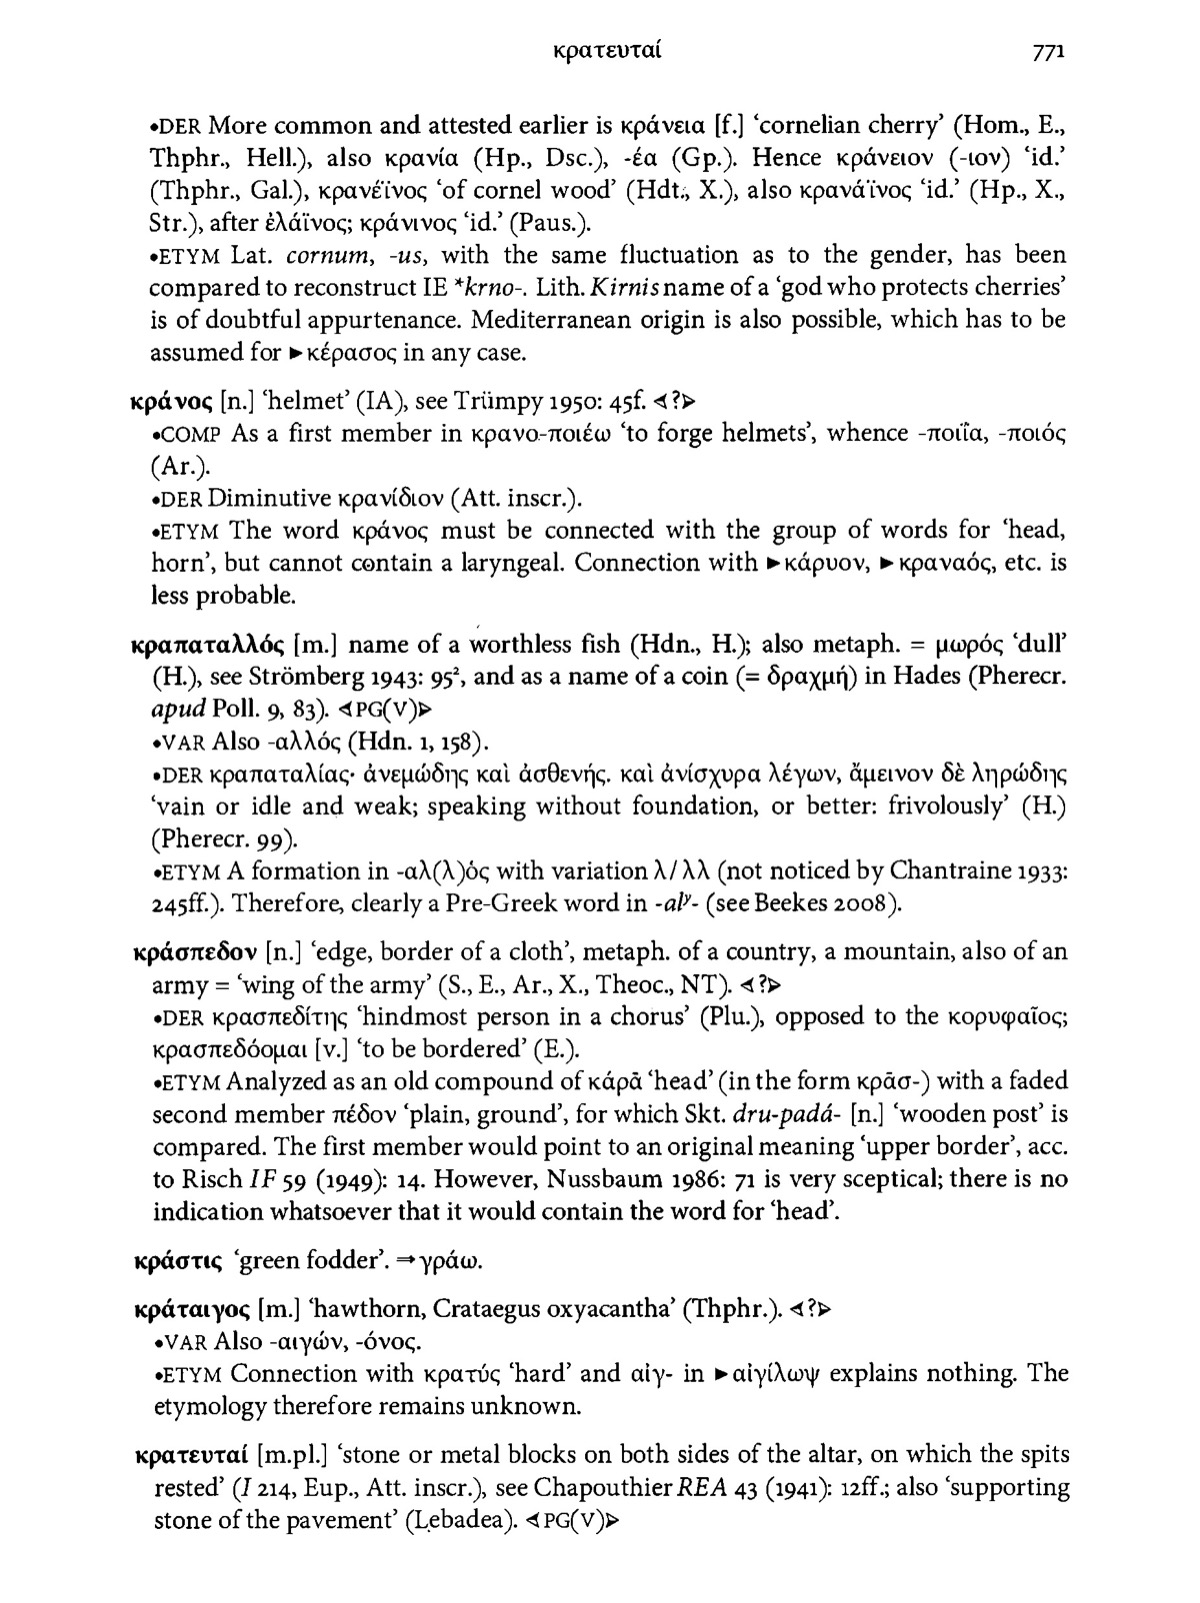 κρατευταί 771
•DER More common and attested earlier is κράνεια [f.] ‘cornelian cherry’ (Hom., E.,
Thphr., Hell.), also κρανία (Hp., Dsc.), -έα (Gp.). Hence κράνειον (-ιον) ‘id.’
(Thphr., Gal.), κρανέϊνος ‘of cornel wood’ (Hdt., X.), also κρανάϊνος ‘id.’ (Hp., X.,
Str.), after ἐλάϊνος; κράνινος ‘id.’ (Paus.).
•ETYM Lat. cornum, -us, with the same fluctuation as to the gender, has been
compared to reconstruct IE *krno-. Lith. Kirnis name of a ‘god who protects cherries’
is of doubtful appurtenance. Mediterranean origin is also possible, which has to be
assumed for ►κέρασος in any case.
κράνος [n.] ‘helmet’ (IA), see Trümpy 1950: 45f. ⊲?⊳
•COMP As a first member in κρανο-ποιέω ‘to forge helmets’, whence -ποιΐα, -ποιός
(Ar.).
•DER Diminutive κρανίδιον (Att. inscr.).
•ETYM The word κράνος must be connected with the group of words for ‘head,
horn’, but cannot contain a laryngeal. Connection with ►κάρυον, ►κραναός, etc. is
less probable.
κραπαταλλός [m.] name of a worthless fish (Hdn., H.); also metaph. = μωρός ‘dull’
(H.), see Strömberg 1943: 95², and as a name of a coin (= δραχμή) in Hades (Pherecr.
apud Poll. 9, 83). ⊲PG(V)⊳
•VAR Also -αλλός (Hdn. 1, 158).
•DER κραπαταλίας· ἀνεμώδης καὶ ἀσθενής. καὶ ἀνίσχυρα λέγων, ἄμεινον δὲ ληρώδης
‘vain or idle and weak; speaking without foundation, or better: frivolously’ (H.)
(Pherecr. 99).
•ETYM A formation in -αλ(λ)ός with variation λ/ λλ (not noticed by Chantraine 1933:
245ff.). Therefore, clearly a Pre-Greek word in -alʸ- (see Beekes 2008).
κράσπεδον [n.] ‘edge, border of a cloth’, metaph. of a country, a mountain, also of an
army = ‘wing of the army’ (S., E., Ar., X., Theoc., NT). ⊲?⊳
•DER κρασπεδίτης ‘hindmost person in a chorus’ (Plu.), opposed to the κορυφαῖος;
κρασπεδόομαι [v.] ‘to be bordered’ (E.).
•ETYM Analyzed as an old compound of κάρᾱ ‘head’ (in the form κρᾱσ-) with a faded
second member πέδον ‘plain, ground’, for which Skt. dru-padá- [n.] ‘wooden post’ is
compared. The first member would point to an original meaning ‘upper border’, acc.
to Risch IF 59 (1949): 14. However, Nussbaum 1986: 71 is very sceptical; there is no
indication whatsoever that it would contain the word for ‘head’.
κράστις ‘green fodder’. ⇒γράω.
κράταιγος [m.] ‘hawthorn, Crataegus oxyacantha’ (Thphr.). ⊲?⊳
•VAR Also -αιγών, -όνος.
•ETYM Connection with κρατύς ‘hard’ and αἰγ- in ►αἰγίλωψ explains nothing. The
etymology therefore remains unknown.
κρατευταί [m.pl.] ‘stone or metal blocks on both sides of the altar, on which the spits
rested’ (I 214, Eup., Att. inscr.), see Chapouthier REA 43 (1941): 12ff.; also ‘supporting
stone of the pavement’ (Lebadea). ⊲PG(V)⊳